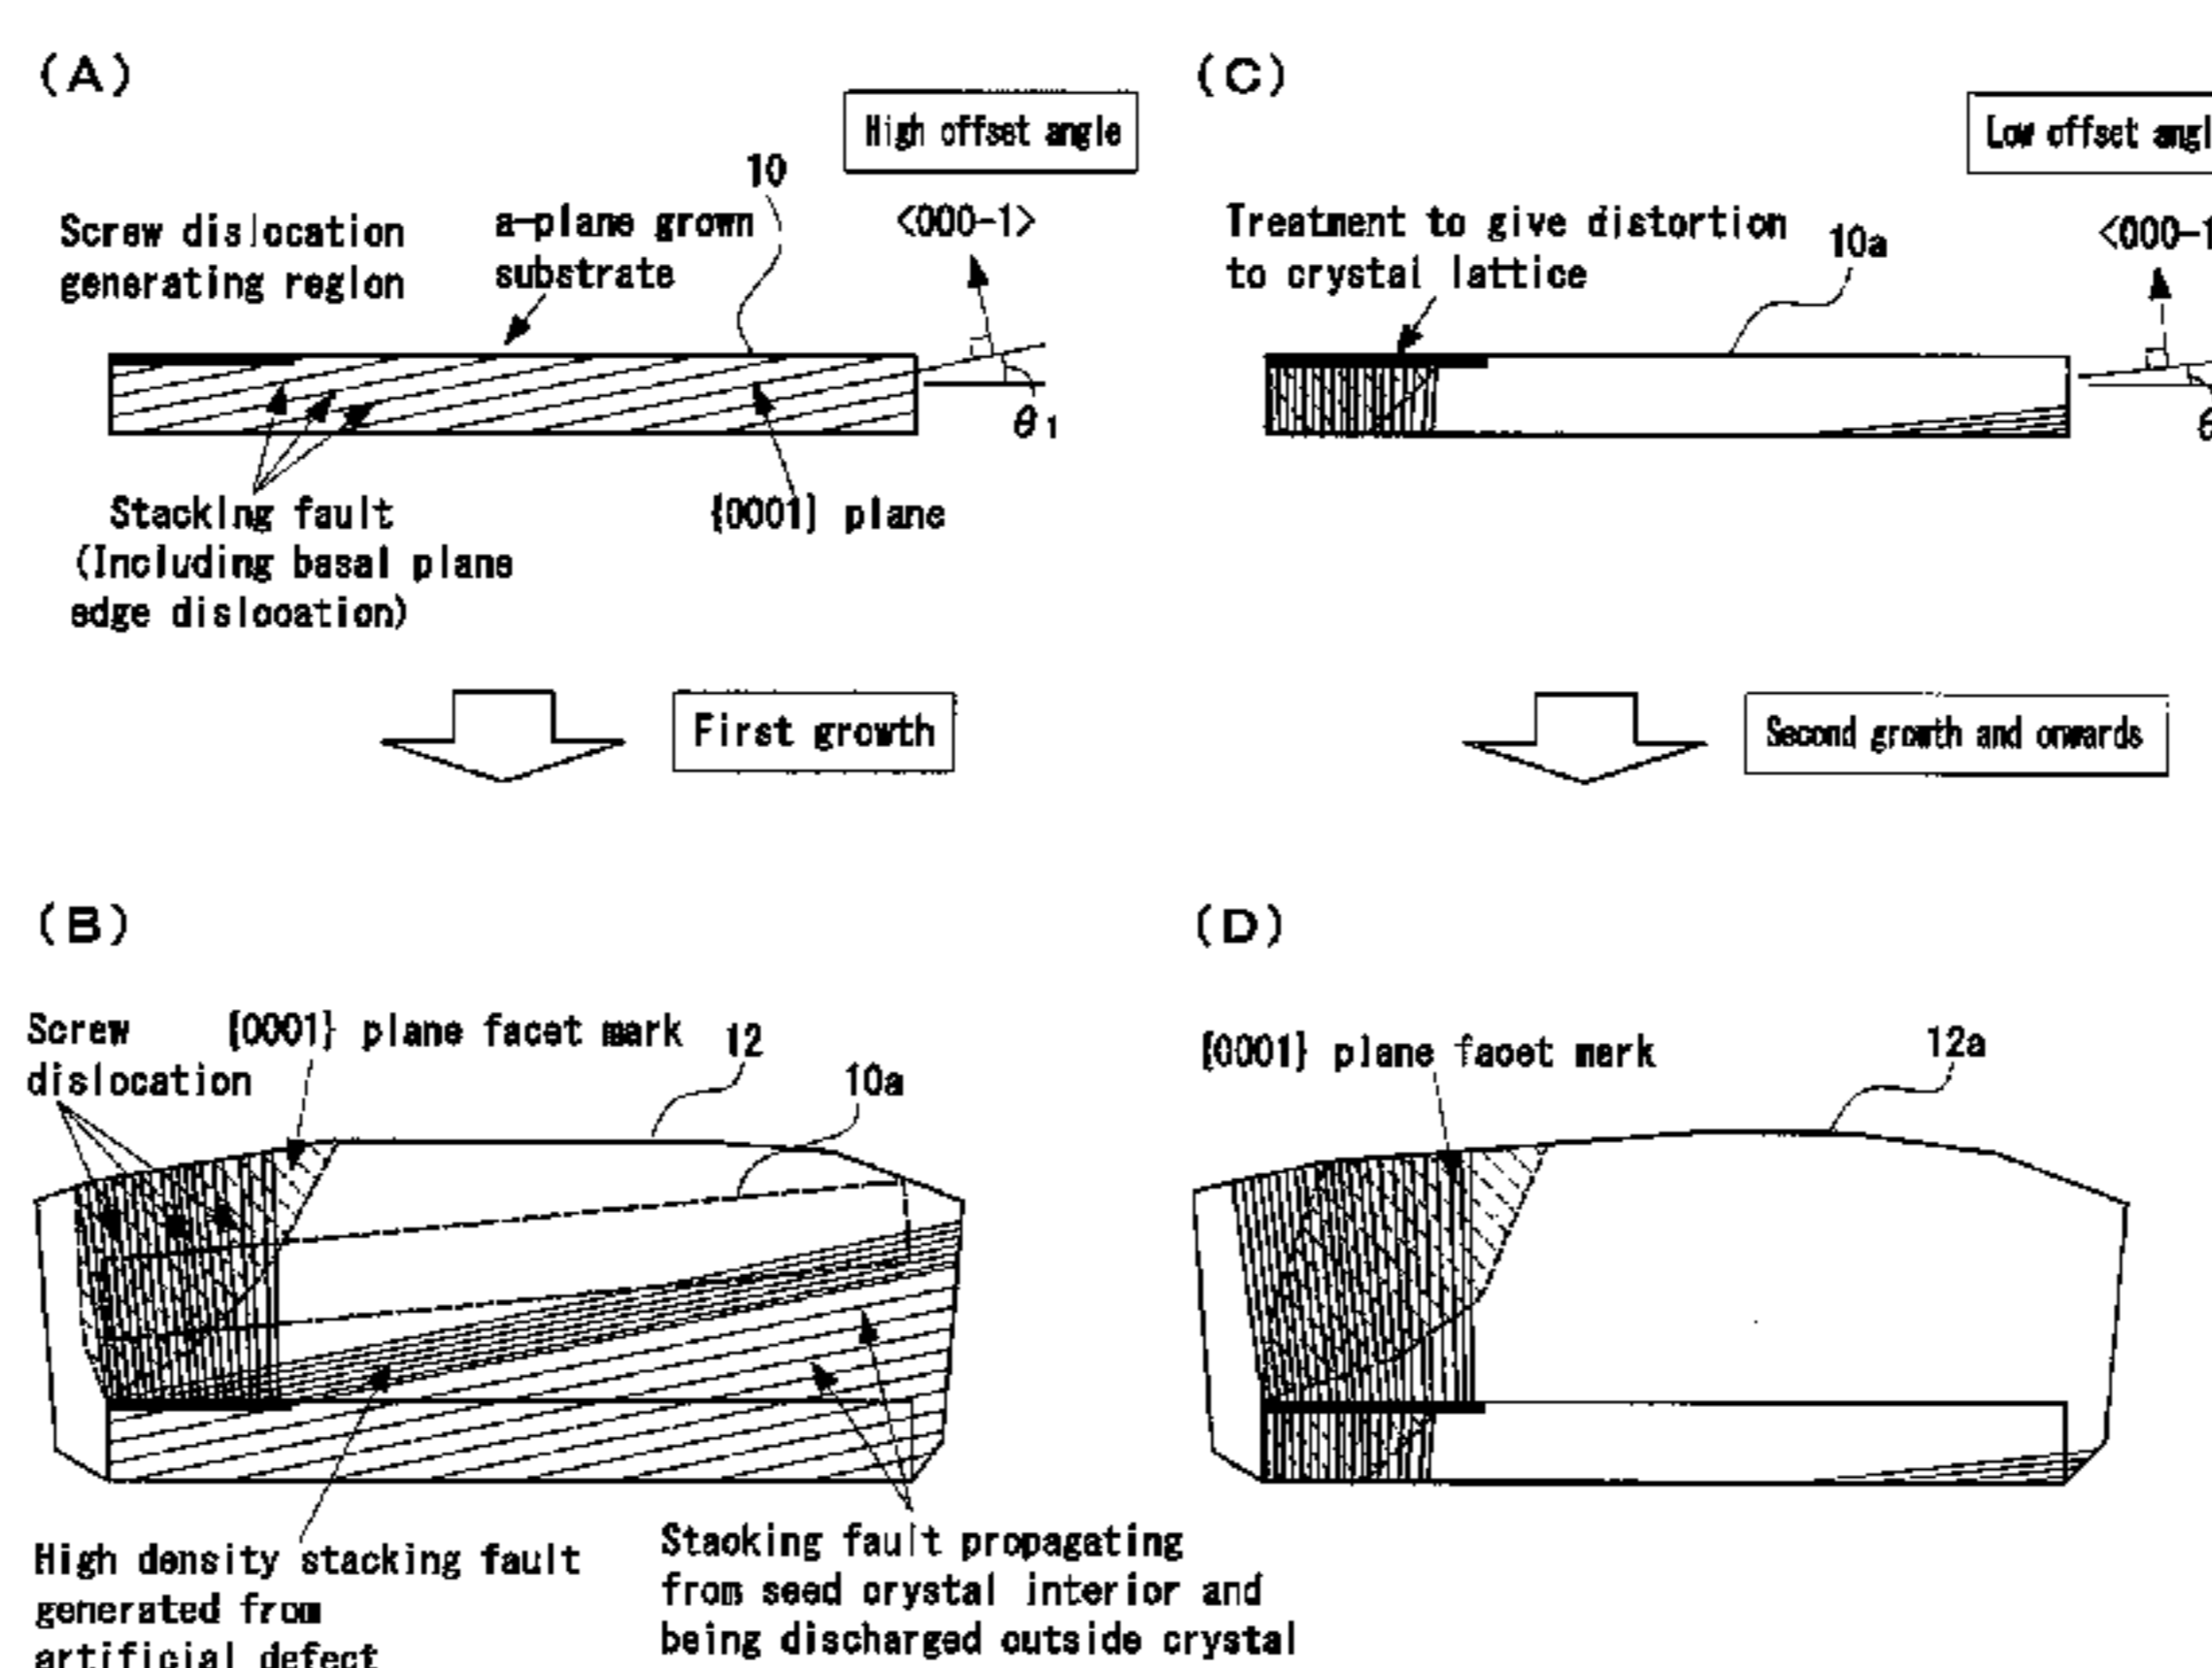 (A)
High offset angle
10
Screw dislocation
generating region
a-plane grown
substrate
<000-1>
θ1
Stacking fault
(Including basal plane
edge dislocation)
{0001} plane
First growth
(B)
Screw
dislocation
{0001} plane facet mark
12
10a
High density stacking fault
generated from
artificial defect
Stacking fault propagating
from seed crystal interior and
being discharged outside crystal
(C)
Low offset angl
Treatment to give distortion
to crystal lattice
10a
<000-1
θ
Second growth and onwards
(D)
{0001} plane facet mark
12a